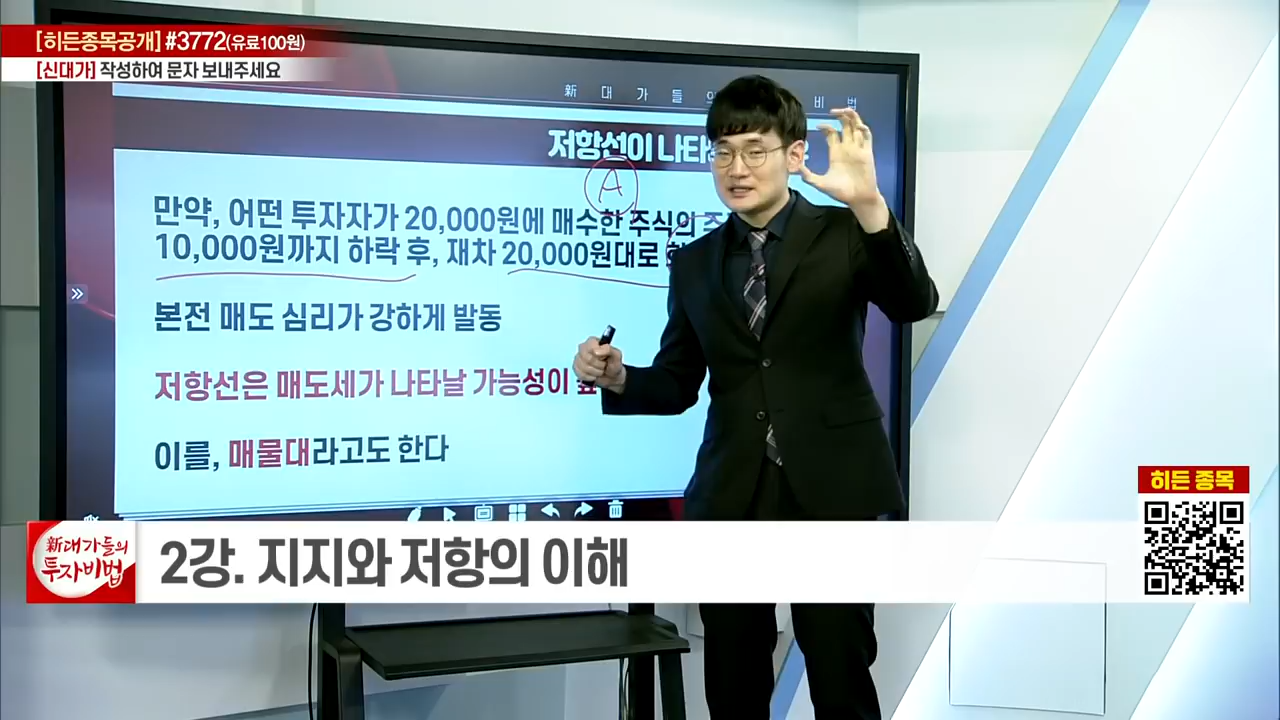 [히든종목공개] #3772(유료100원)
[신대가] 작성하여 문자 보내주세요
新 대 가 들 비 법
저항선이
A
만약, 어떤 투자자가 20,000원에 매수한 주식의
10,000원까지 하락 후, 재차 20,000원대로
본전 매도 심리가 강하게 발동
저항선은 매도세가 나타날 가능성이
이를, 매물대라고도 한다
히든 종목
新대가들의
투자비법
2강. 지지와 저항의 이해